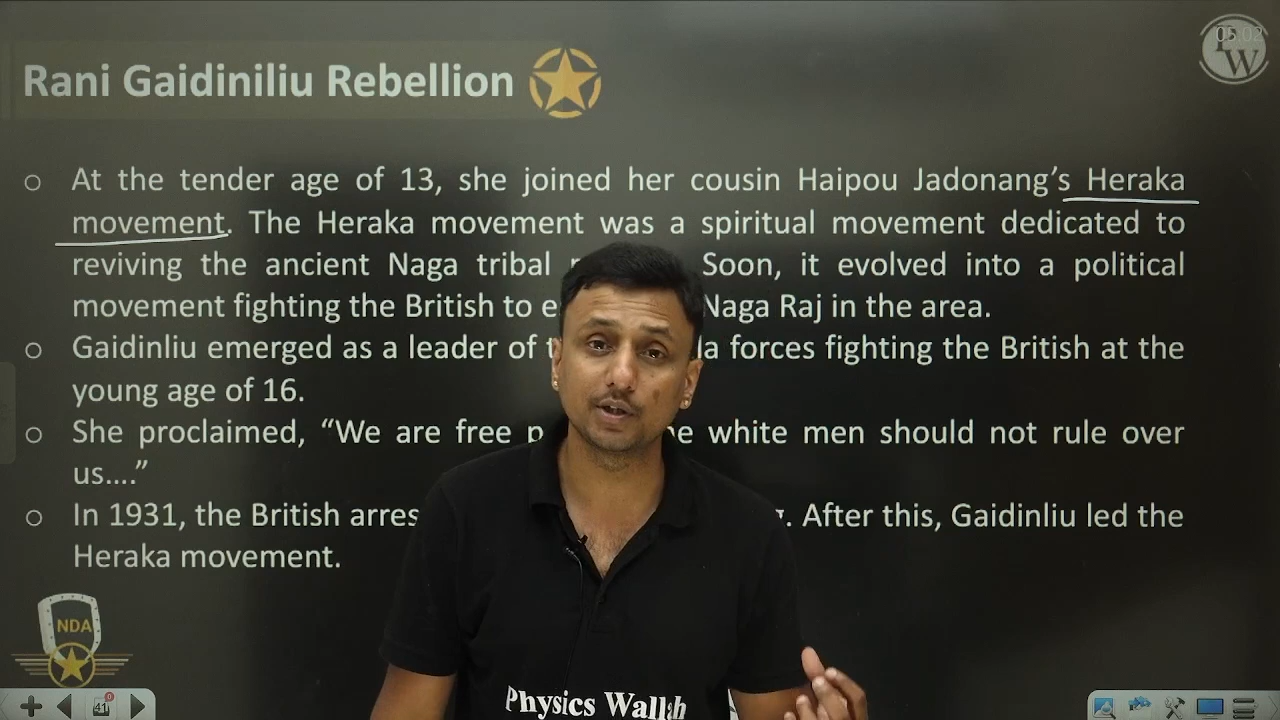 Rani Gaidiniliu Rebellion
05:02
PW
At the tender age of 13, she joined her cousin Haipou Jadonang's Heraka
movement. The Heraka movement was a spiritual movement dedicated to
reviving the ancient Naga tribal Soon, it evolved into a political
movement fighting the British to Naga Raj in the area.
Gaidinliu emerged as a leader of forces fighting the British at the
young age of 16.
She proclaimed, “We are free white men should not rule over
us....”
In 1931, the British After this, Gaidinliu led the
Heraka movement.
NDA
41
Physics Wallah